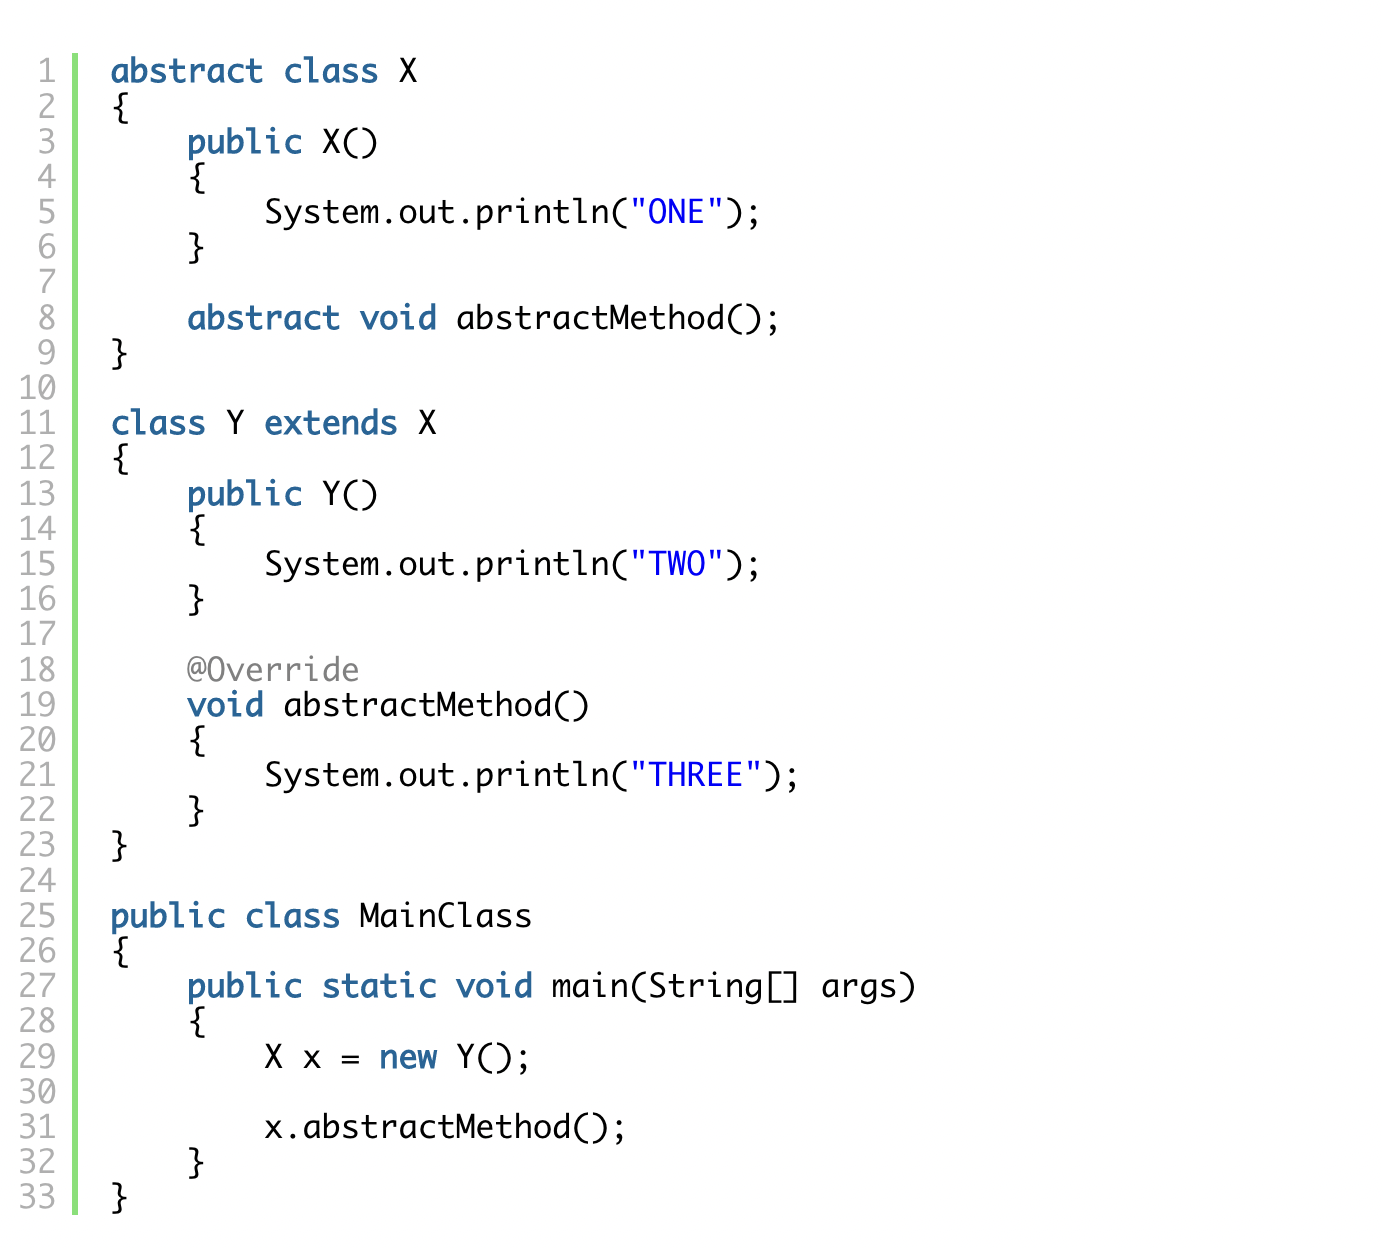 1 abstract class X
2 {
3     public X()
4     {
5         System.out.println("ONE");
6     }
7
8     abstract void abstractMethod();
9 }
10
11 class Y extends X
12 {
13     public Y()
14     {
15         System.out.println("TWO");
16     }
17
18     @Override
19     void abstractMethod()
20     {
21         System.out.println("THREE");
22     }
23 }
24
25 public class MainClass
26 {
27     public static void main(String[] args)
28     {
29         X x = new Y();
30
31         x.abstractMethod();
32     }
33 }